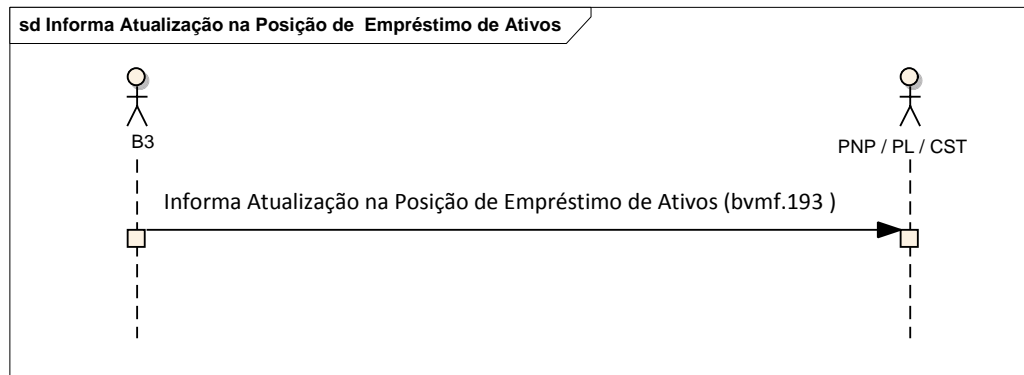 sd Informa Atualização na Posição de  Empréstimo de Ativos
B3
PNP / PL / CST
Informa Atualização na Posição de Empréstimo de Ativos (bvmf.193 )